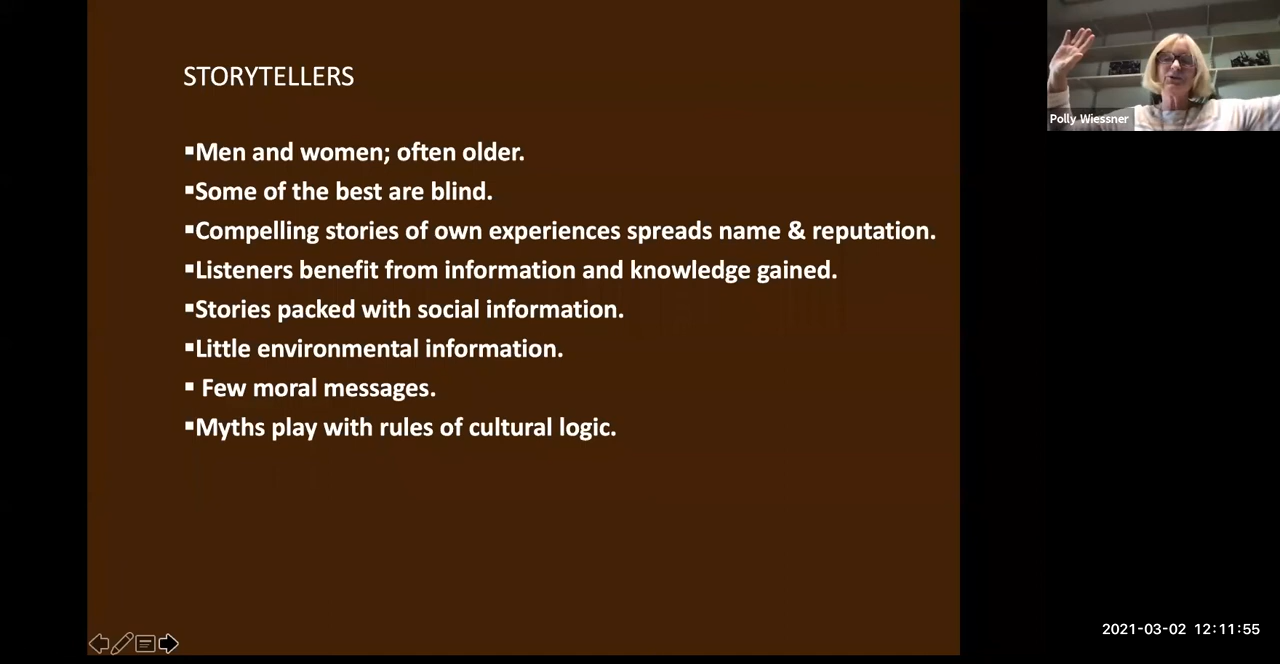 STORYTELLERS
▪Men and women; often older.
▪Some of the best are blind.
▪Compelling stories of own experiences spreads name & reputation.
▪Listeners benefit from information and knowledge gained.
▪Stories packed with social information.
▪Little environmental information.
▪ Few moral messages.
▪Myths play with rules of cultural logic.
Polly Wiessner
2021-03-02 12:11:55